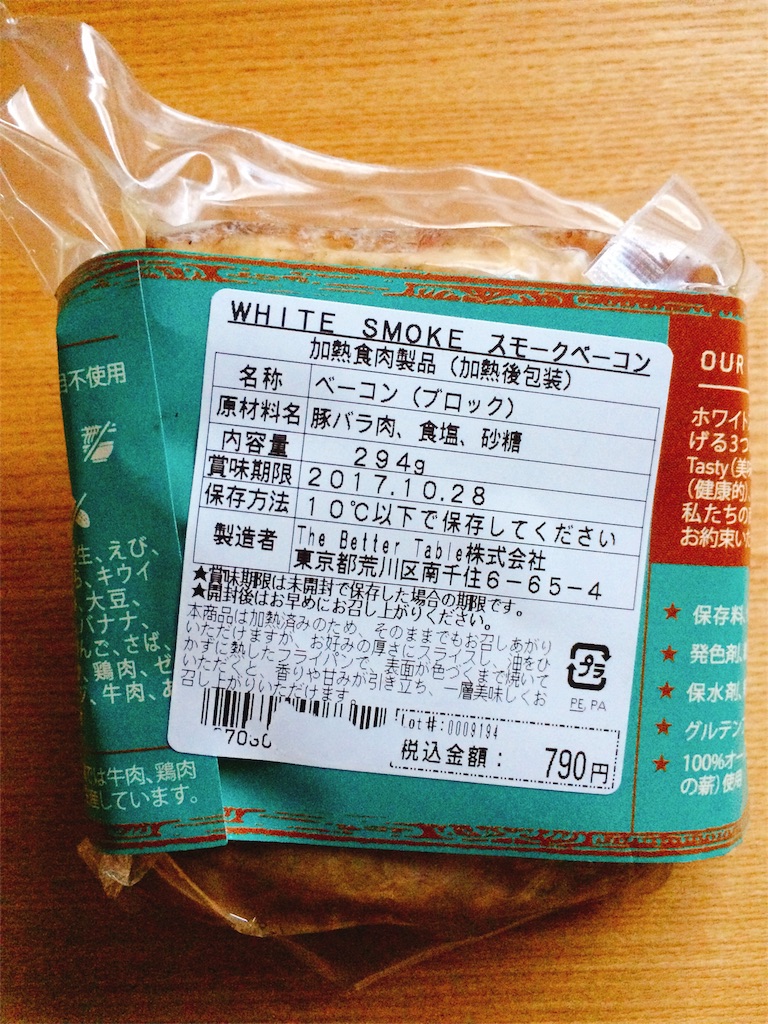 WHITE SMOKE スモークベーコン
加熱食肉製品（加熱後包装）
名称 ベーコン（ブロック）
原材料名 豚バラ肉、食塩、砂糖
内容量 294g
賞味期限 2017.10.28
保存方法 10℃以下で保存してください
製造者 The Better Table株式会社
東京都荒川区南千住6－65－4
★賞味期限は未開封で保存した場合の期限です。
★開封後はお早めにお召し上がりください。
本商品は加熱済みのため、そのままでもお召しあがり
いただけますが、お好みの厚さにスライスし、油をひ
かずに熱したフライパンで、表面が色づくまで焼いて
いただくと、香りや甘みが引き立ち、一層美味しくお
召し上がりいただけます。
プラ
PE, PA
Lot#:0009194
税込金額： 790円
不使用
えび、
キウイ
大豆、
バナナ、
さば、
鶏肉、ゼ
牛肉、あ
は牛肉、鶏肉
しています。
OUR
ホワイト
げる3つ
Tasty(美味
(健康的)
私たちの
お約束い
★ 保存料
★ 発色剤
★ 保水剤
★ グルテン
★ 100%オー
の薪)使用